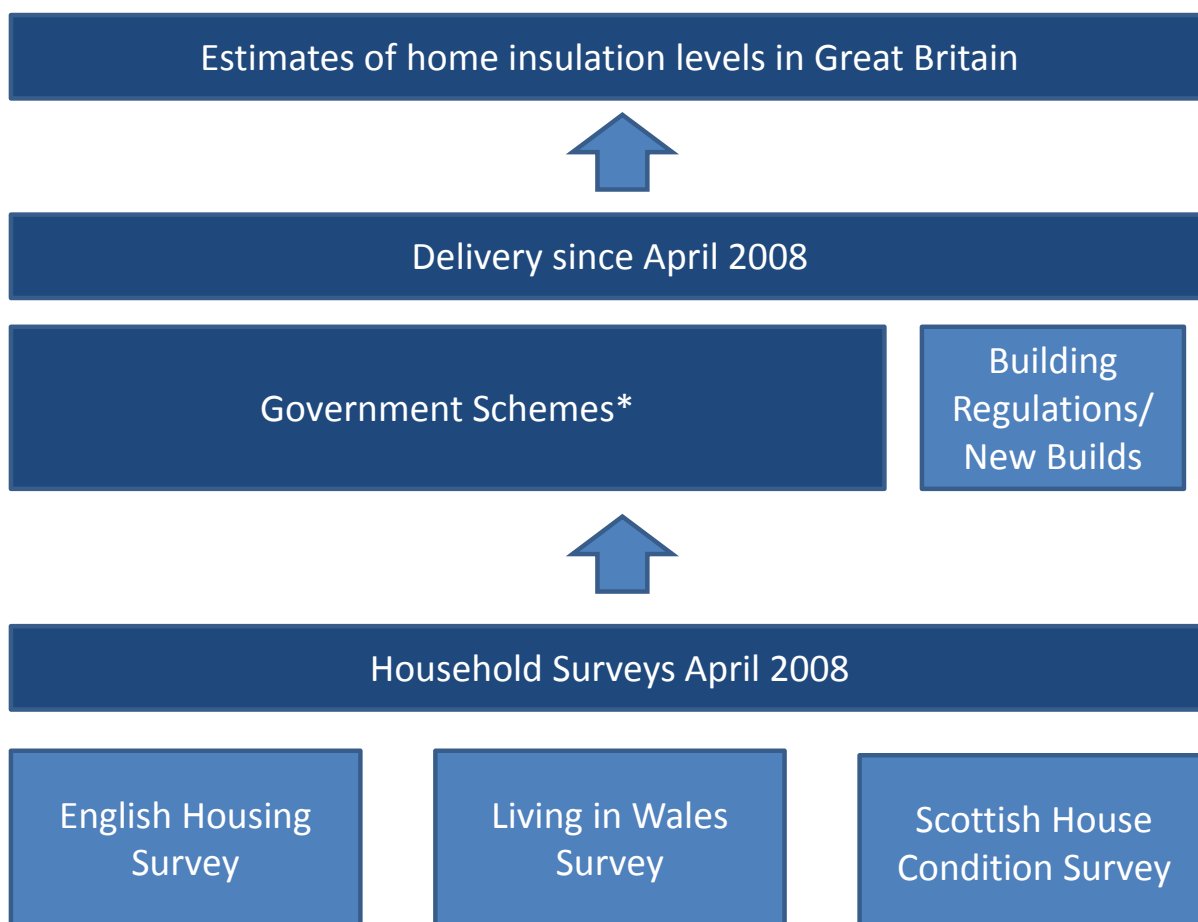 Estimates of home insulation levels in Great Britain
Delivery since April 2008
Government Schemes*
Building
Regulations/
New Builds
Household Surveys April 2008
English Housing
Survey
Living in Wales
Survey
Scottish House
Condition Survey